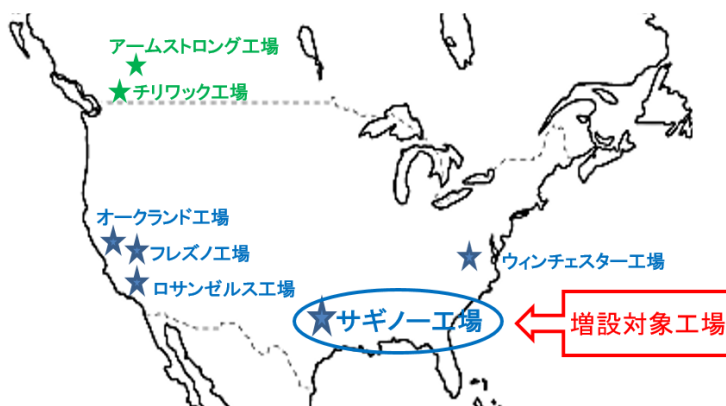 アームストロング工場
チリワック工場
オークランド工場
フレズノ工場
ロサンゼルス工場
ウィンチェスター工場
サギノー工場
増設対象工場